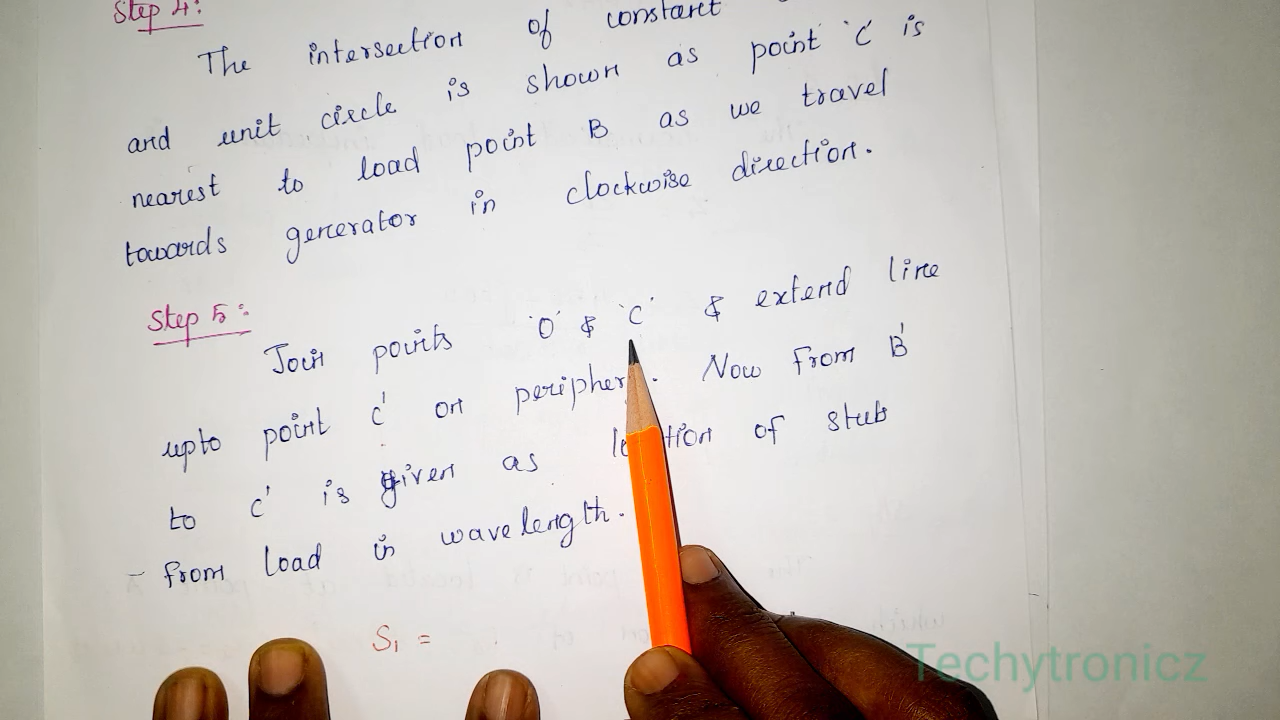 Step 4:
The intersection of constant
and unit circle is shown as point 'C' is
nearest to load point B as we travel
towards generator in clockwise direction.
Step 5:
Join points 'O' & 'C' & extend line
upto point C' on periphery. Now from B'
to C' is given as of stub
from load in wavelength.
S₁ =
Techytronicz